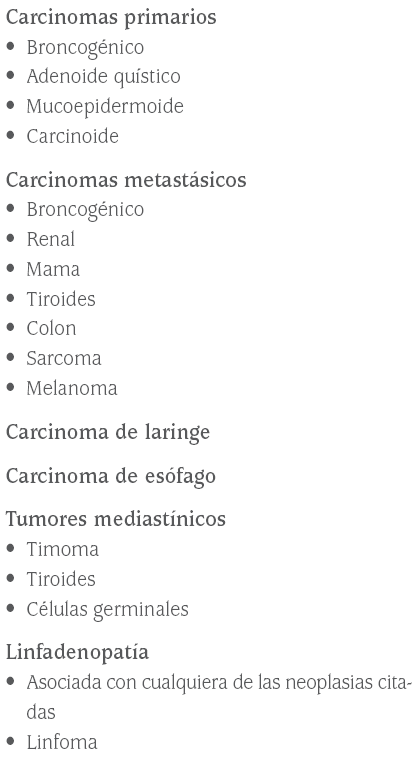 Carcinomas primarios
• Broncogénico
• Adenoide quístico
• Mucoepidermoide
• Carcinoide
Carcinomas metastásicos
• Broncogénico
• Renal
• Mama
• Tiroides
• Colon
• Sarcoma
• Melanoma
Carcinoma de laringe
Carcinoma de esófago
Tumores mediastínicos
• Timoma
• Tiroides
• Células germinales
Linfadenopatía
• Asociada con cualquiera de las neoplasias cita-
das
• Linfoma